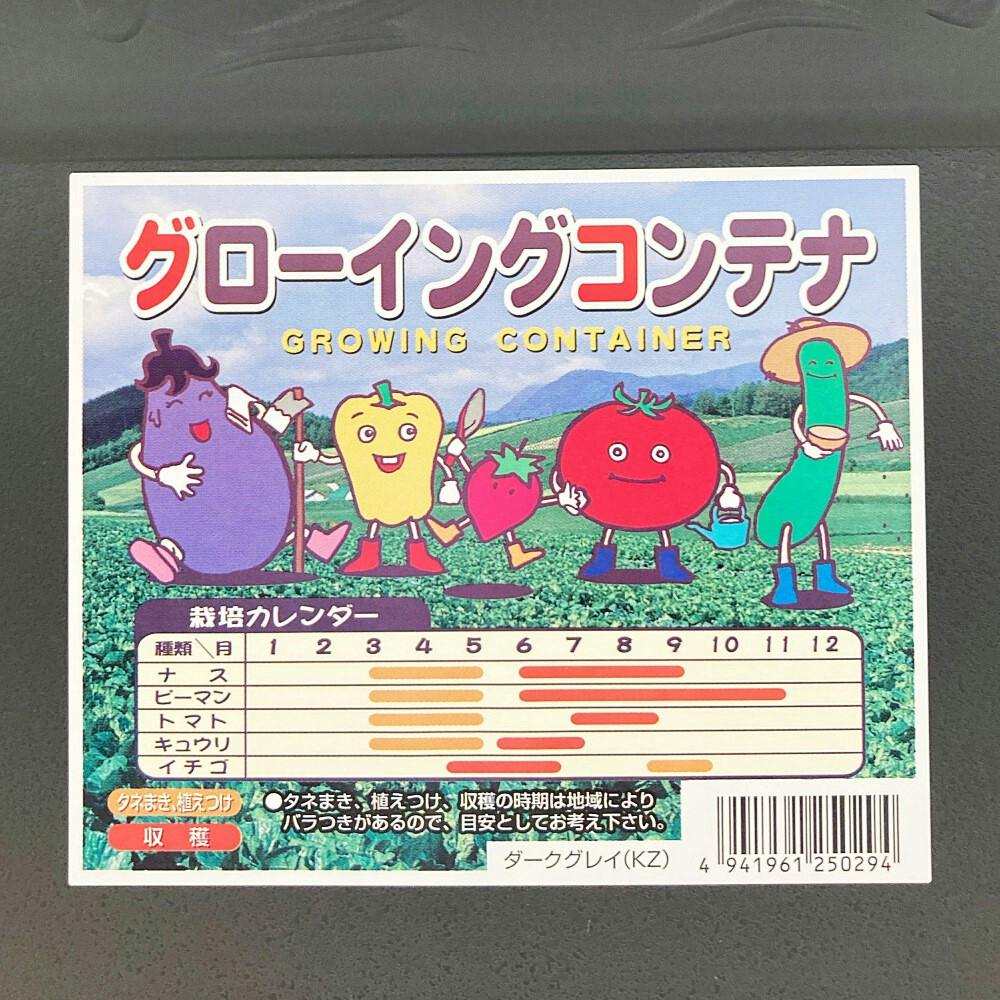 グローイングコンテナ
GROWING CONTAINER
栽培カレンダー
種類＼月 1 2 3 4 5 6 7 8 9 10 11 12
ナス
ピーマン
トマト
キュウリ
イチゴ
タネまき、植えつけ
収穫
●タネまき、植えつけ、収穫の時期は地域により
バラつきがあるので、目安としてお考え下さい。
ダークグレイ(KZ)
4 941961 250294